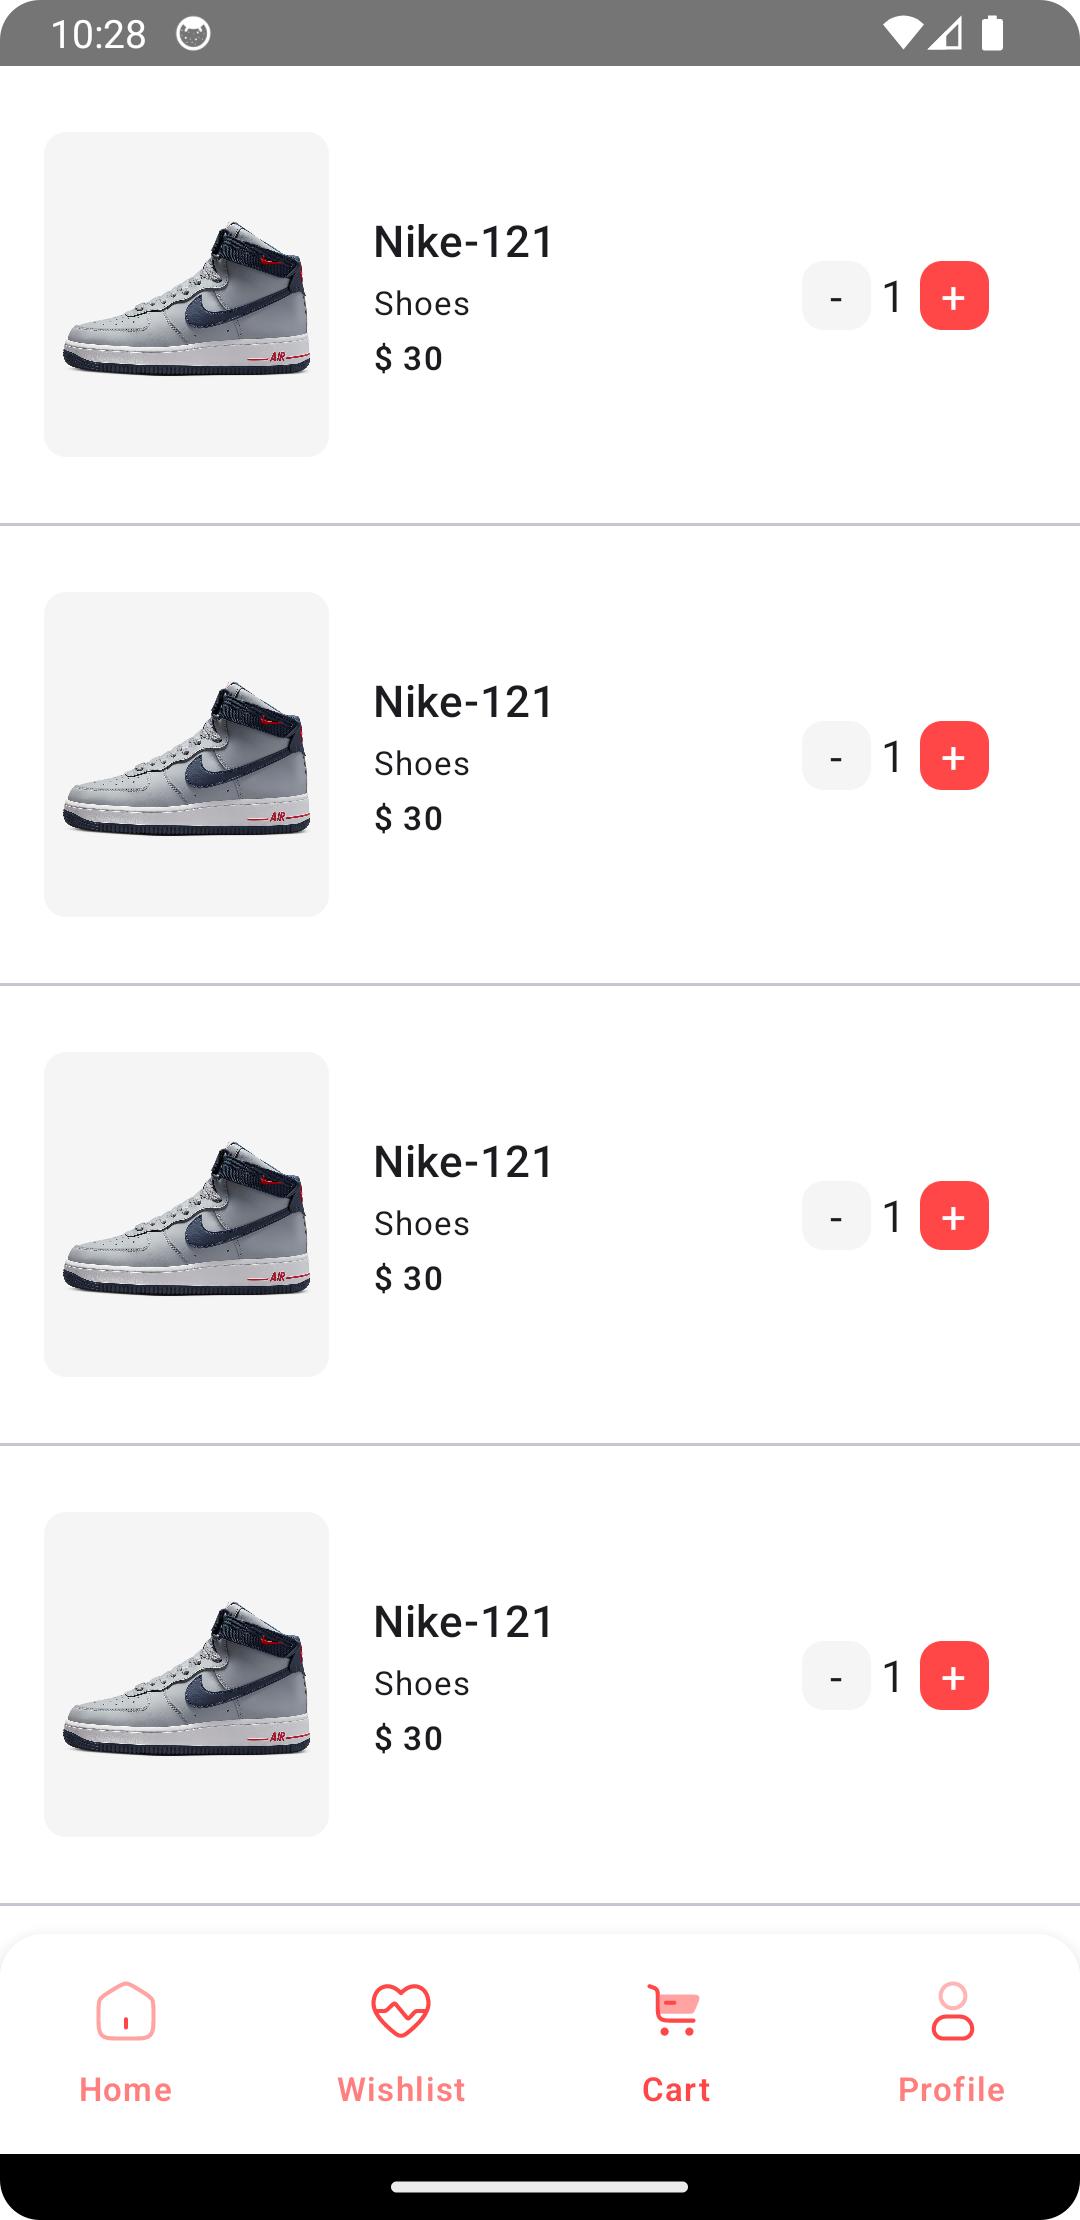 10:28
Nike-121
Shoes
$ 30
- 1 +
AIR
Nike-121
Shoes
$ 30
- 1 +
AIR
Nike-121
Shoes
$ 30
- 1 +
AIR
Nike-121
Shoes
$ 30
- 1 +
AIR
Home Wishlist Cart Profile